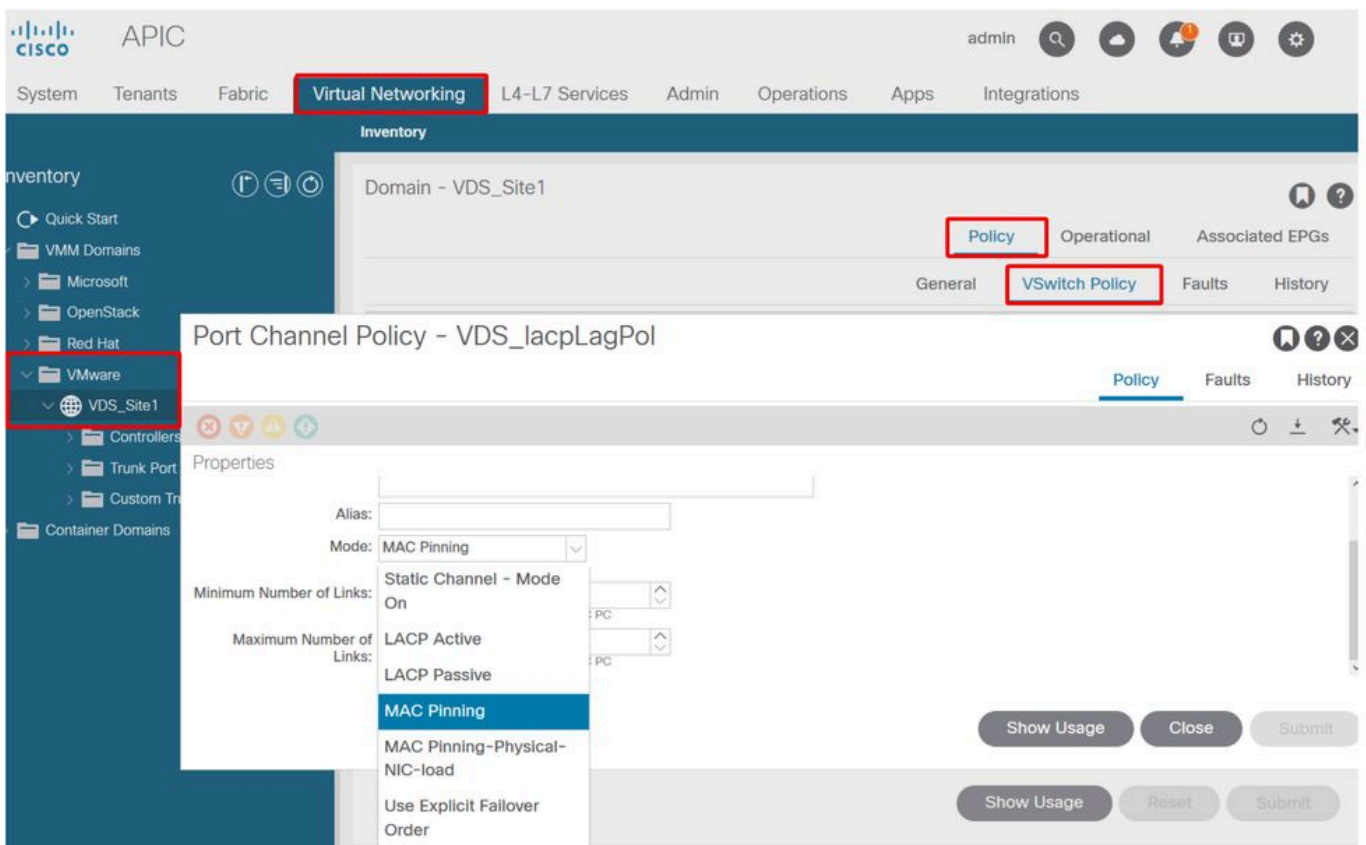 CISCO
APIC
admin
1
System Tenants Fabric Virtual Networking L4-L7 Services Admin Operations Apps Integrations
Inventory
nventory
Domain - VDS_Site1
Quick Start
Policy Operational Associated EPGs
VMM Domains
Microsoft
General VSwitch Policy Faults History
OpenStack
Red Hat
Port Channel Policy - VDS_lacpLagPol
VMware
Policy Faults History
VDS_Site1
Controllers
Trunk Port
Properties
Custom Tr
Alias:
Container Domains
Mode: MAC Pinning
Static Channel - Mode
On
Minimum Number of Links:
PC
LACP Active
Maximum Number of
Links:
PC
LACP Passive
MAC Pinning
Show Usage Close Submit
MAC Pinning-Physical-
NIC-load
Use Explicit Failover
Order
Show Usage Reset Submit